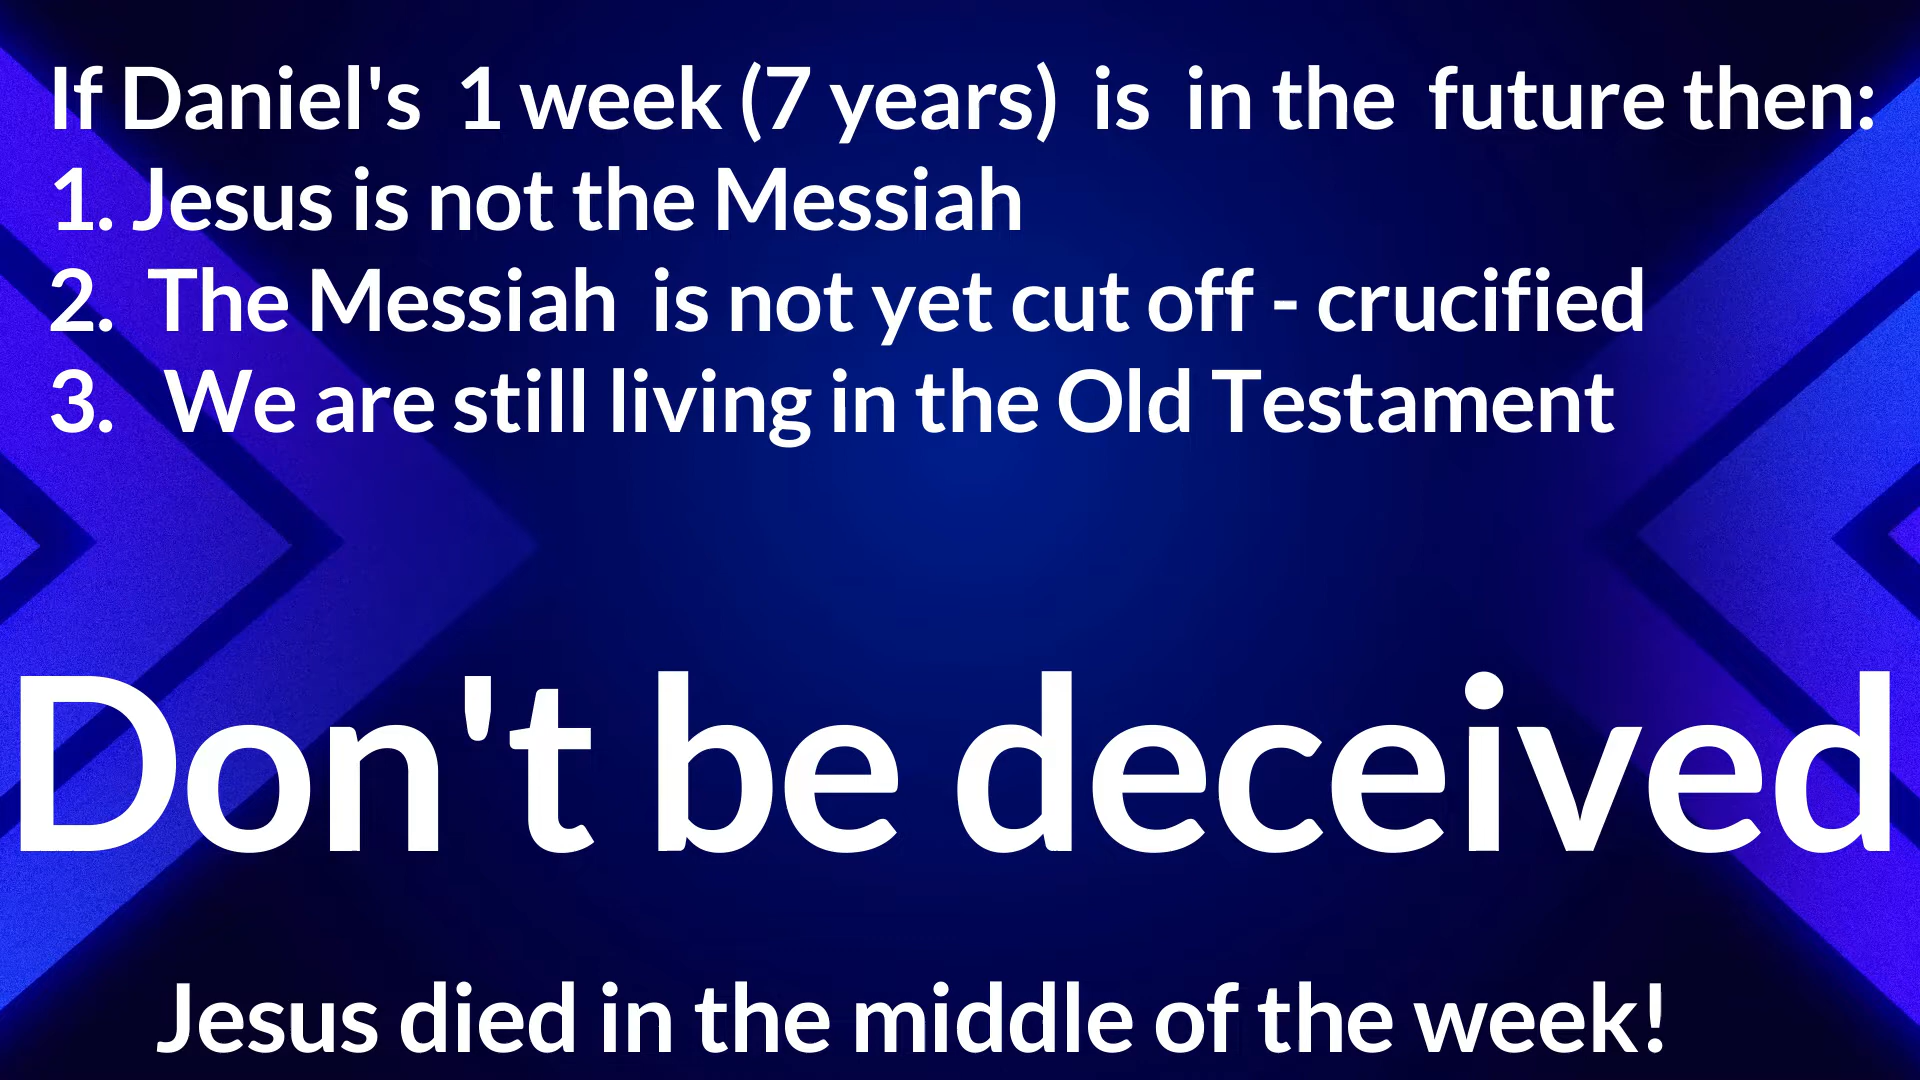 If Daniel's 1 week (7 years) is in the future then:
1. Jesus is not the Messiah
2. The Messiah is not yet cut off - crucified
3. We are still living in the Old Testament
Don't be deceived
Jesus died in the middle of the week!